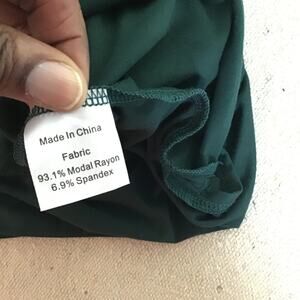 Made In China
Fabric
93.1% Modal Rayon
6.9% Spandex